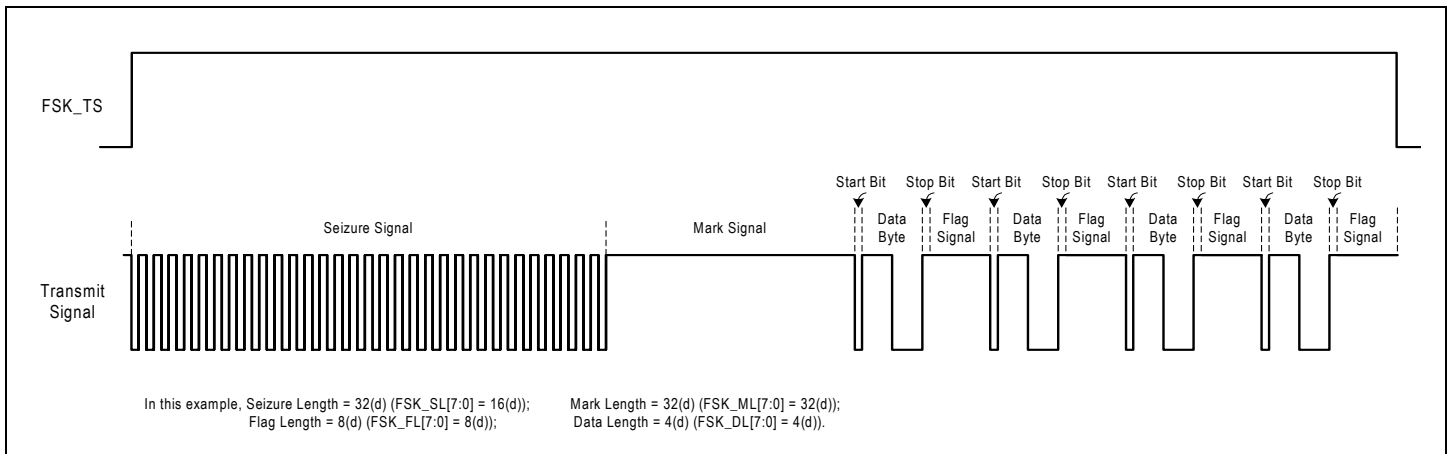 FSK_TS
Start Bit Stop Bit Start Bit Stop Bit Start Bit Stop Bit Start Bit Stop Bit
Seizure Signal
Mark Signal
Data Byte
Flag Signal
Data Byte
Flag Signal
Data Byte
Flag Signal
Data Byte
Flag Signal
Transmit
Signal
In this example, Seizure Length = 32(d) (FSK_SL[7:0] = 16(d)); Mark Length = 32(d) (FSK_ML[7:0] = 32(d));
Flag Length = 8(d) (FSK_FL[7:0] = 8(d)); Data Length = 4(d) (FSK_DL[7:0] = 4(d)).